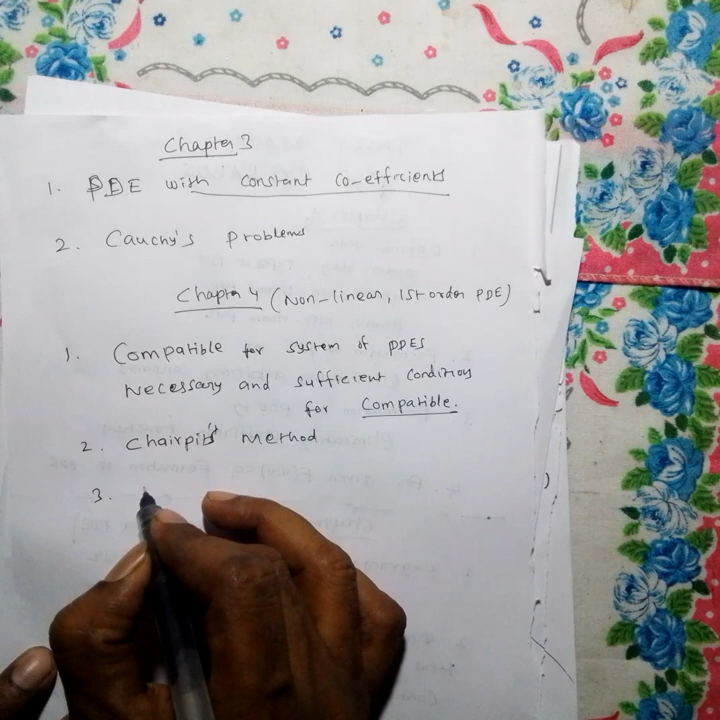 Chapter 3
1. PDE with constant co-efficients
2. Cauchy's problems
Chapter 4 (Non-linear, 1st order PDE)
1. Compatible for system of PDES
Necessary and sufficient conditions
for Compatible.
2. Chairpit's Method
3.